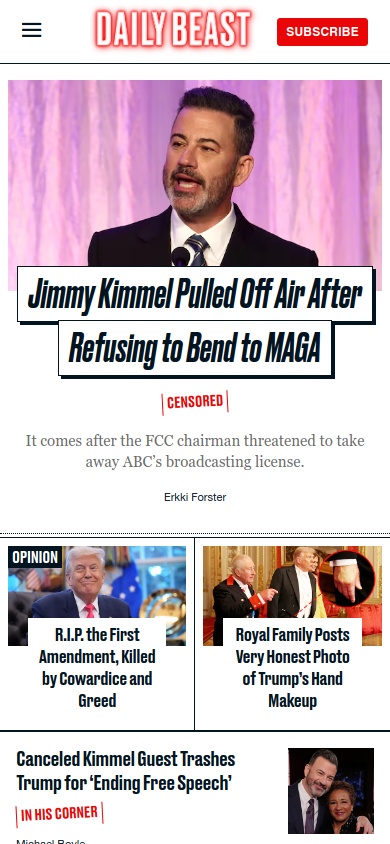 DAILY BEAST
SUBSCRIBE
Jimmy Kimmel Pulled Off Air After
Refusing to Bend to MAGA
CENSORED
It comes after the FCC chairman threatened to take
away ABC’s broadcasting license.
Erkki Forster
OPINION
R.I.P. the First
Amendment, Killed
by Cowardice and
Greed
Royal Family Posts
Very Honest Photo
of Trump’s Hand
Makeup
Canceled Kimmel Guest Trashes
Trump for ‘Ending Free Speech’
IN HIS CORNER
Michael Boyle